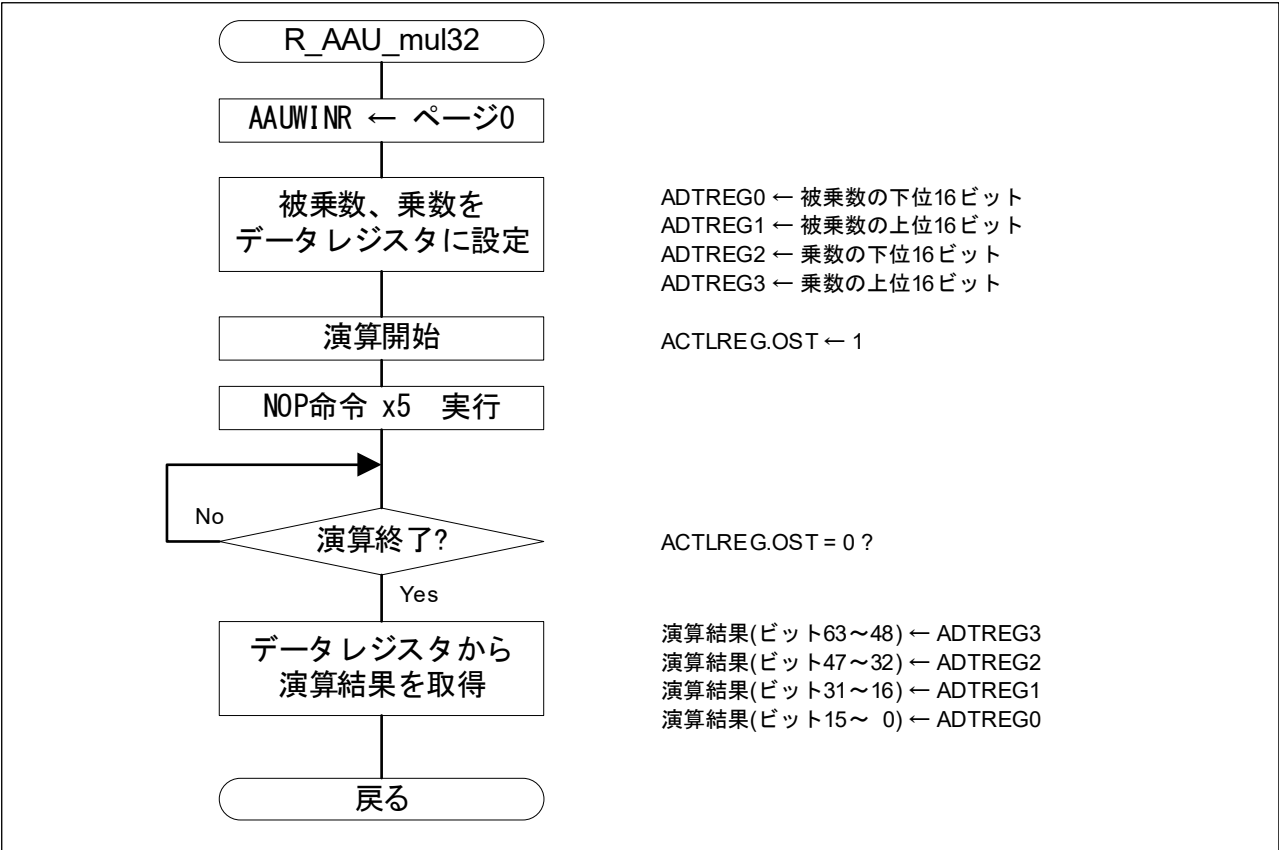 R_AAU_mul32
AAUWINR ← ページ0
被乗数、乗数を
データレジスタに設定
ADTREG0 ← 被乗数の下位16ビット
ADTREG1 ← 被乗数の上位16ビット
ADTREG2 ← 乗数の下位16ビット
ADTREG3 ← 乗数の上位16ビット
演算開始
ACTLREG.OST ← 1
NOP命令 x5　実行
No
演算終了?
ACTLREG.OST = 0 ?
Yes
データレジスタから
演算結果を取得
演算結果(ビット63～48) ← ADTREG3
演算結果(ビット47～32) ← ADTREG2
演算結果(ビット31～16) ← ADTREG1
演算結果(ビット15～ 0) ← ADTREG0
戻る